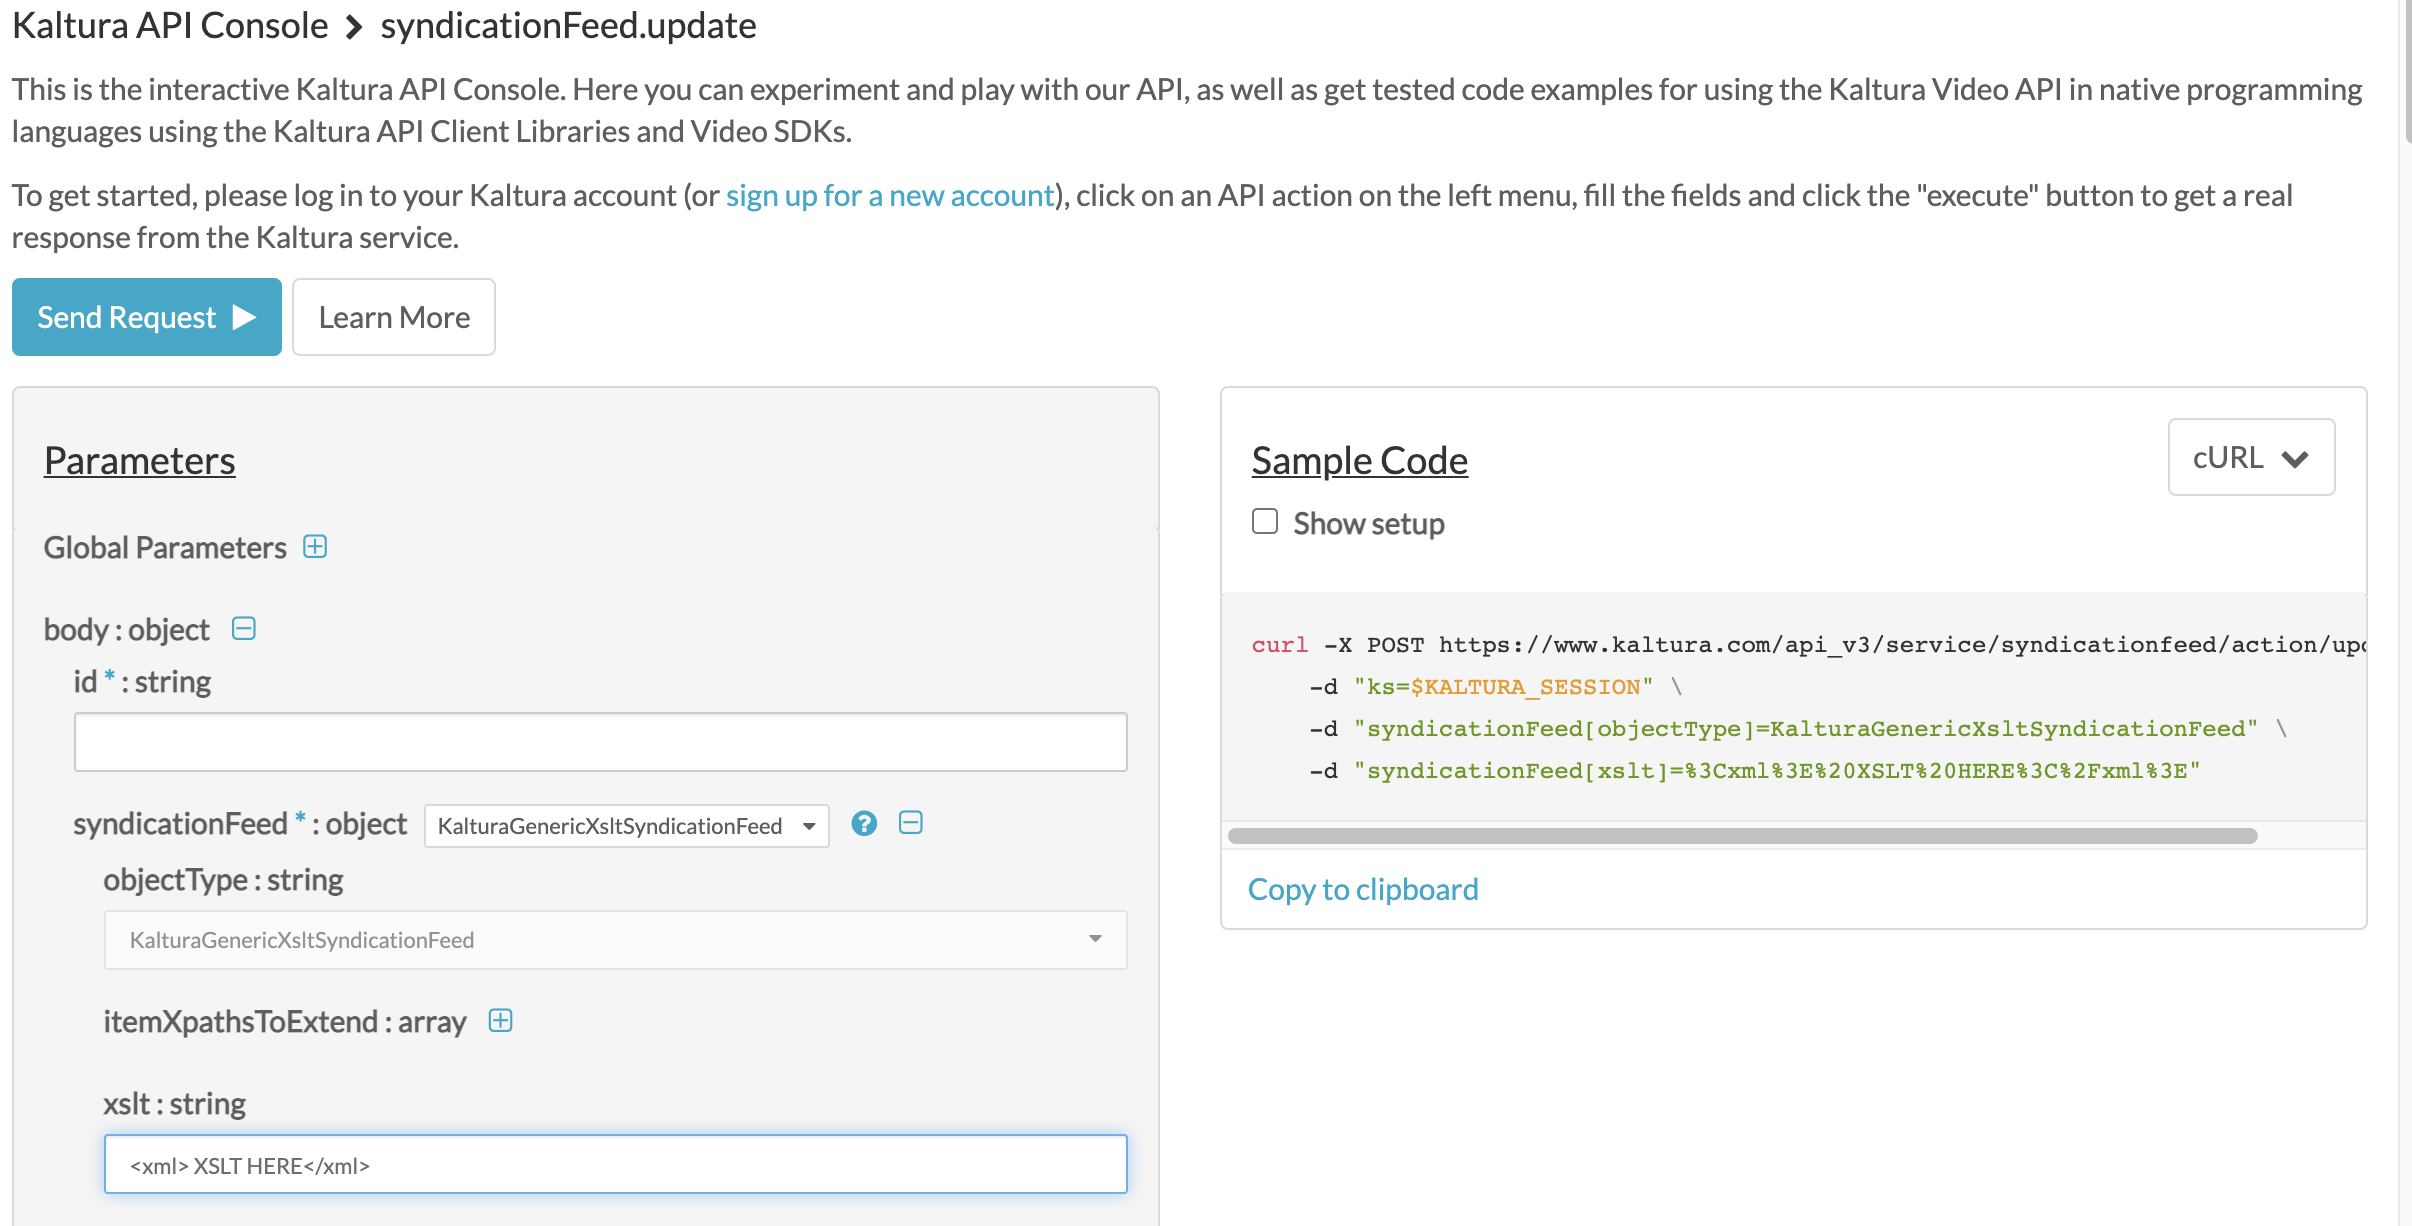 Kaltura API Console > syndicationFeed.update
This is the interactive Kaltura API Console. Here you can experiment and play with our API, as well as get tested code examples for using the Kaltura Video API in native programming
languages using the Kaltura API Client Libraries and Video SDKs.
To get started, please log in to your Kaltura account (or sign up for a new account), click on an API action on the left menu, fill the fields and click the "execute" button to get a real
response from the Kaltura service.
Send Request
Learn More
Parameters
Global Parameters
body : object
id * : string
syndicationFeed * : object KalturaGenericXsltSyndicationFeed
objectType : string
KalturaGenericXsltSyndicationFeed
itemXpathsToExtend : array
xslt : string
<xml> XSLT HERE</xml>
Sample Code
cURL
Show setup
curl -X POST https://www.kaltura.com/api_v3/service/syndicationfeed/action/upd
-d "ks=$KALTURA_SESSION" \
-d "syndicationFeed[objectType]=KalturaGenericXsltSyndicationFeed" \
-d "syndicationFeed[xslt]=%3Cxml%3E%20XSLT%20HERE%3C%2Fxml%3E"
Copy to clipboard